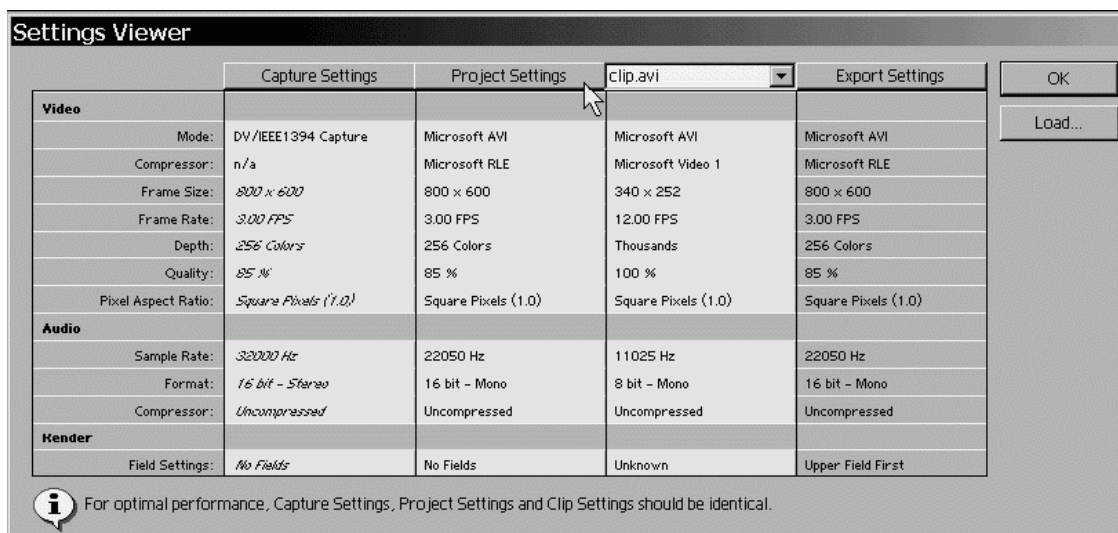 Settings Viewer
Capture Settings Project Settings clip.avi Export Settings OK
Video
Load...
Mode: DV/IEEE1394 Capture Microsoft AVI Microsoft AVI Microsoft AVI
Compressor: n/a Microsoft RLE Microsoft Video 1 Microsoft RLE
Frame Size: 800 x 600 800 x 600 340 x 252 800 x 600
Frame Rate: 3.00 FPS 3.00 FPS 12.00 FPS 3.00 FPS
Depth: 256 Colors 256 Colors Thousands 256 Colors
Quality: 85 % 85 % 100 % 85 %
Pixel Aspect Ratio: Square Pixels (1.0) Square Pixels (1.0) Square Pixels (1.0) Square Pixels (1.0)
Audio
Sample Rate: 32000 Hz 22050 Hz 11025 Hz 22050 Hz
Format: 16 bit - Stereo 16 bit - Mono 8 bit - Mono 16 bit - Mono
Compressor: Uncompressed Uncompressed Uncompressed Uncompressed
Render
Field Settings: No Fields No Fields Unknown Upper Field First
For optimal performance, Capture Settings, Project Settings and Clip Settings should be identical.